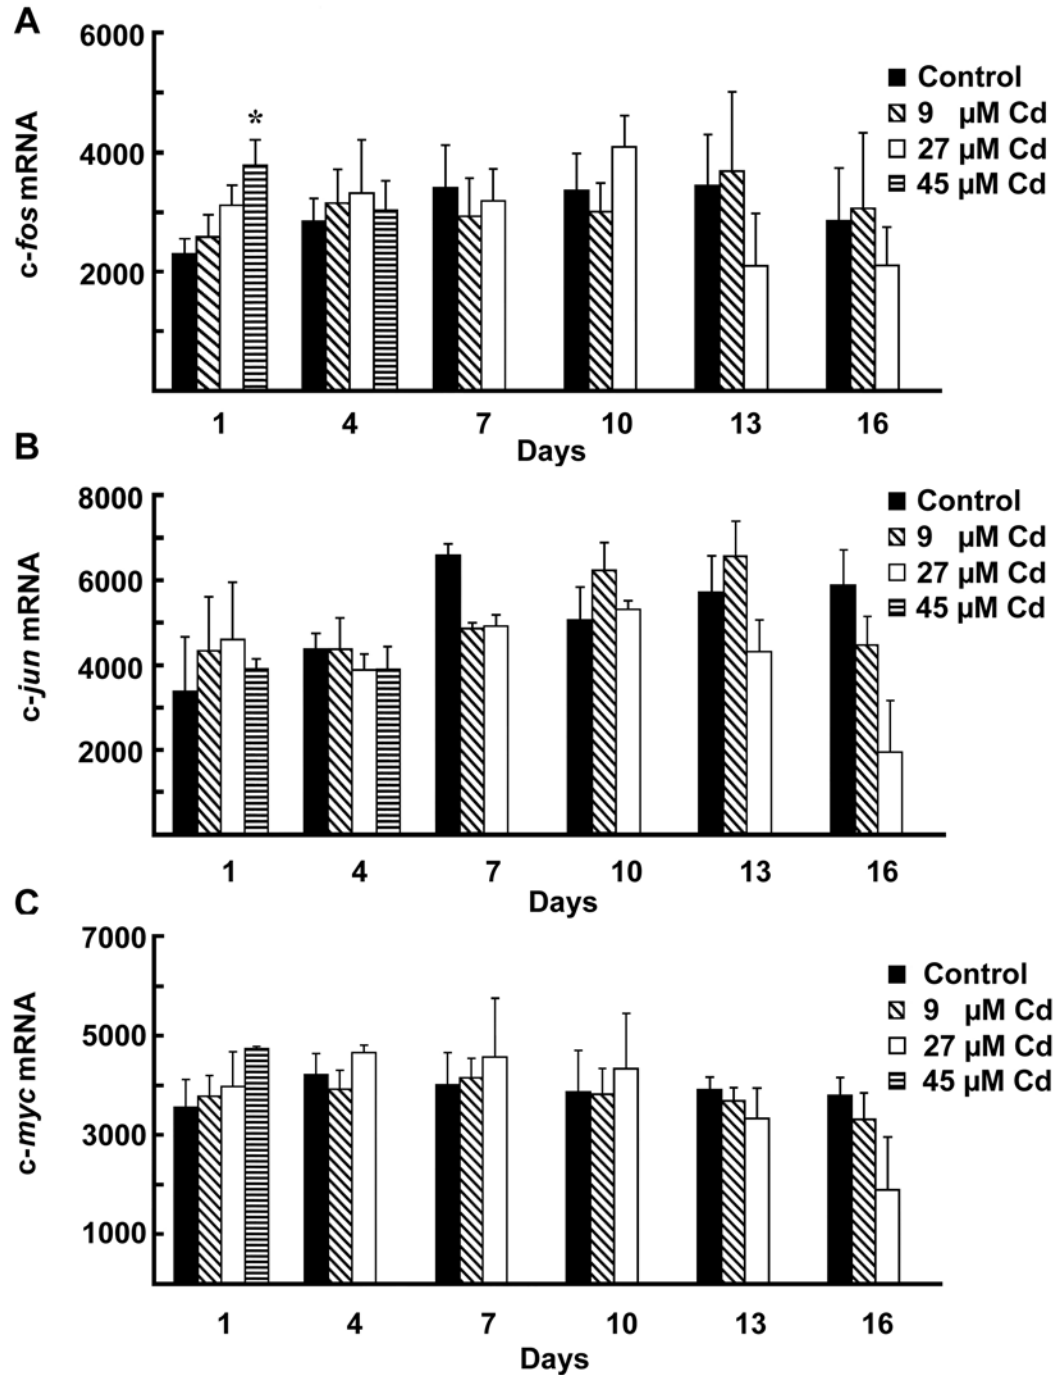 A
6000
4000
2000
c-fos mRNA
*
Control
9 µM Cd
27 µM Cd
45 µM Cd
1 4 7 10 13 16
Days
B
8000
6000
4000
2000
c-jun mRNA
Control
9 µM Cd
27 µM Cd
45 µM Cd
1 4 7 10 13 16
Days
C
7000
5000
3000
1000
c-myc mRNA
Control
9 µM Cd
27 µM Cd
45 µM Cd
1 4 7 10 13 16
Days